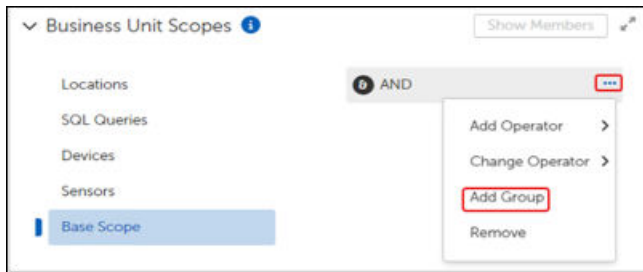 Business Unit Scopes
Show Members
Locations
& AND
SQL Queries
Add Operator
Devices
Change Operator
Sensors
Add Group
Base Scope
Remove